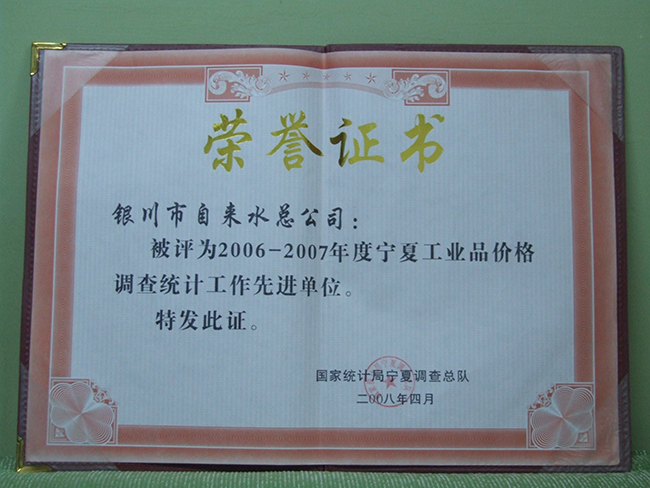 荣誉证书
银川市自来水总公司：
被评为2006-2007年度宁夏工业品价格
调查统计工作先进单位。
特发此证。
国家统计局宁夏调查总队
二00八年四月